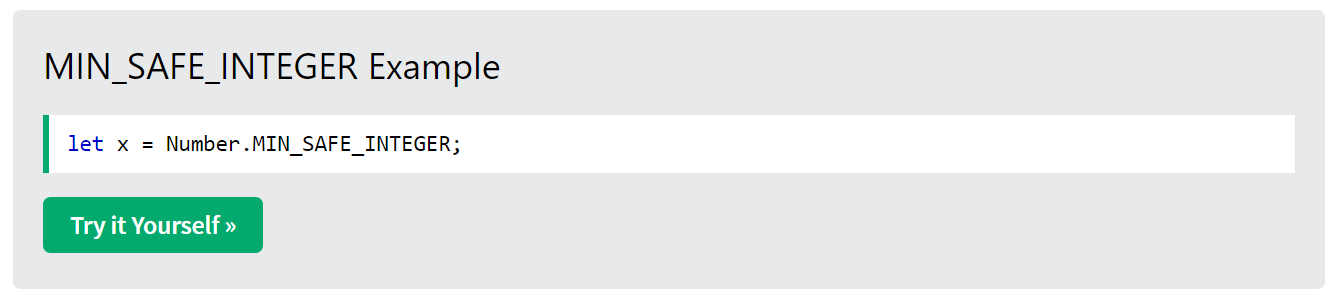 MIN_SAFE_INTEGER Example
let x = Number.MIN_SAFE_INTEGER;
Try it Yourself »